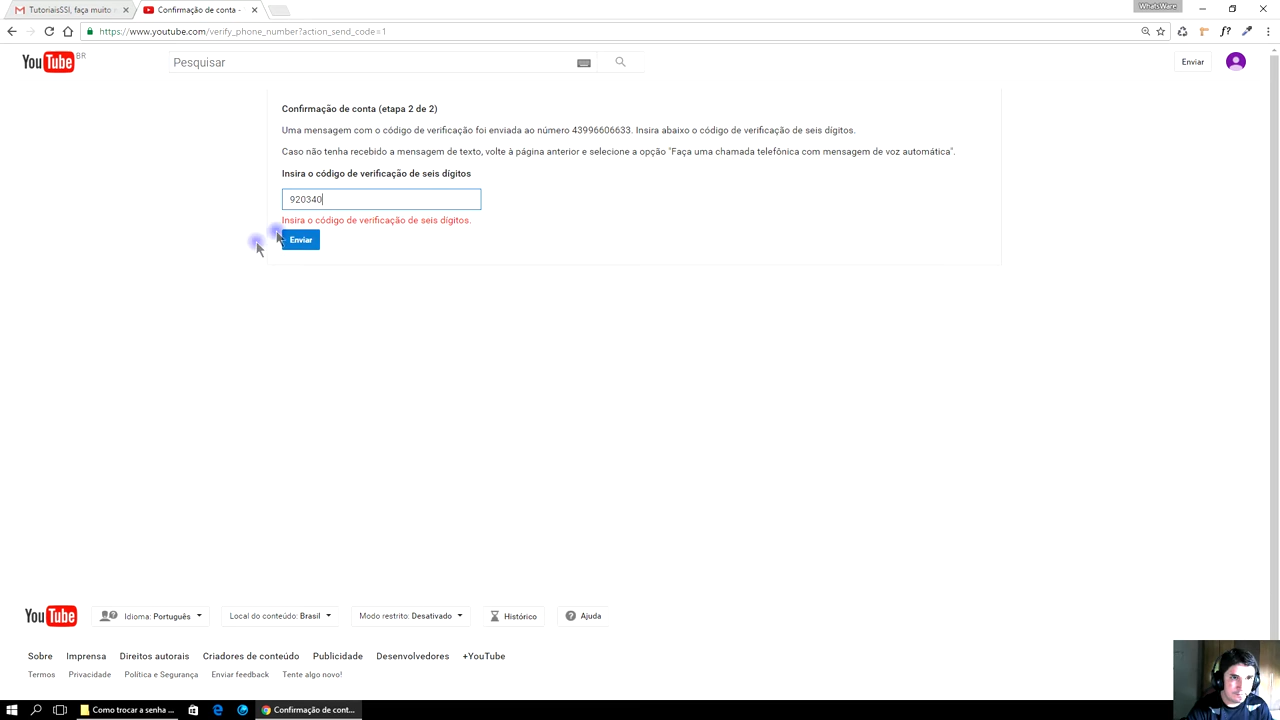 WhatsWare
TutoriaisSSI, faça muito
Confirmação de conta -
https://www.youtube.com/verify_phone_number?action_send_code=1
YouTube BR
Pesquisar
Enviar
Confirmação de conta (etapa 2 de 2)
Uma mensagem com o código de verificação foi enviada ao número 43996606633. Insira abaixo o código de verificação de seis dígitos.
Caso não tenha recebido a mensagem de texto, volte à página anterior e selecione a opção "Faça uma chamada telefônica com mensagem de voz automática".
Insira o código de verificação de seis dígitos
920340
Insira o código de verificação de seis dígitos.
Enviar
YouTube Idioma: Português Local do conteúdo: Brasil Modo restrito: Desativado Histórico Ajuda
Sobre Imprensa Direitos autorais Criadores de conteúdo Publicidade Desenvolvedores +YouTube
Termos Privacidade Política e Segurança Enviar feedback Tente algo novo!
Como trocar a senha ... Confirmação de cont...